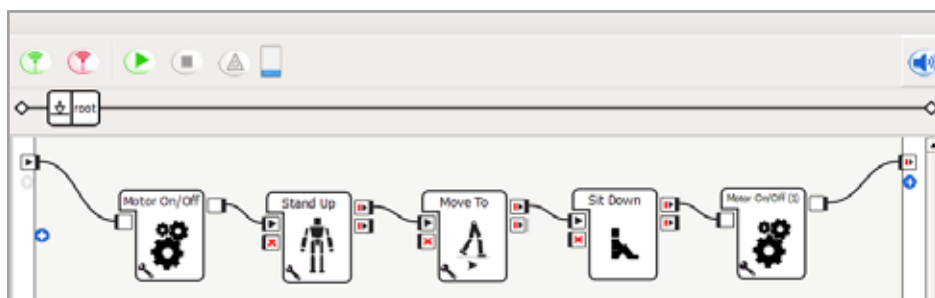 root
Motor On/Off
Stand Up
Move To
Sit Down
Motor On/Off (1)